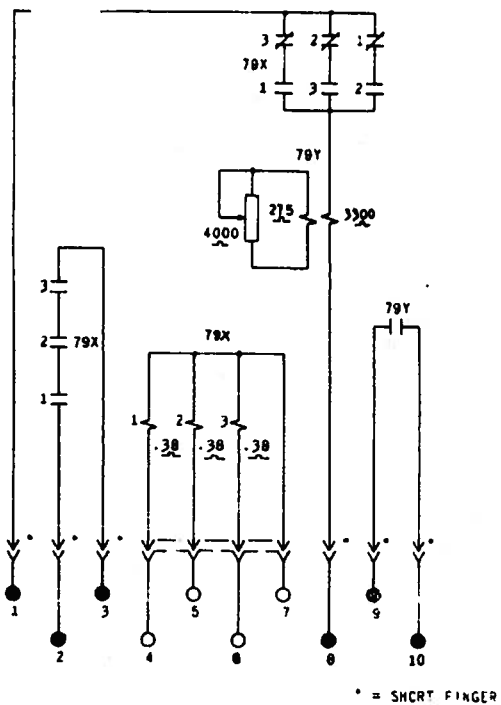 3 2 1
79X
1 3 2
79Y
275
3300
4000
3
2 79X
1
79Y
79X
1 2 3
.38 .38 .38
* * *
* * *
1 3 5 7 9
2 4 6 8 10
* = SHORT FINGER